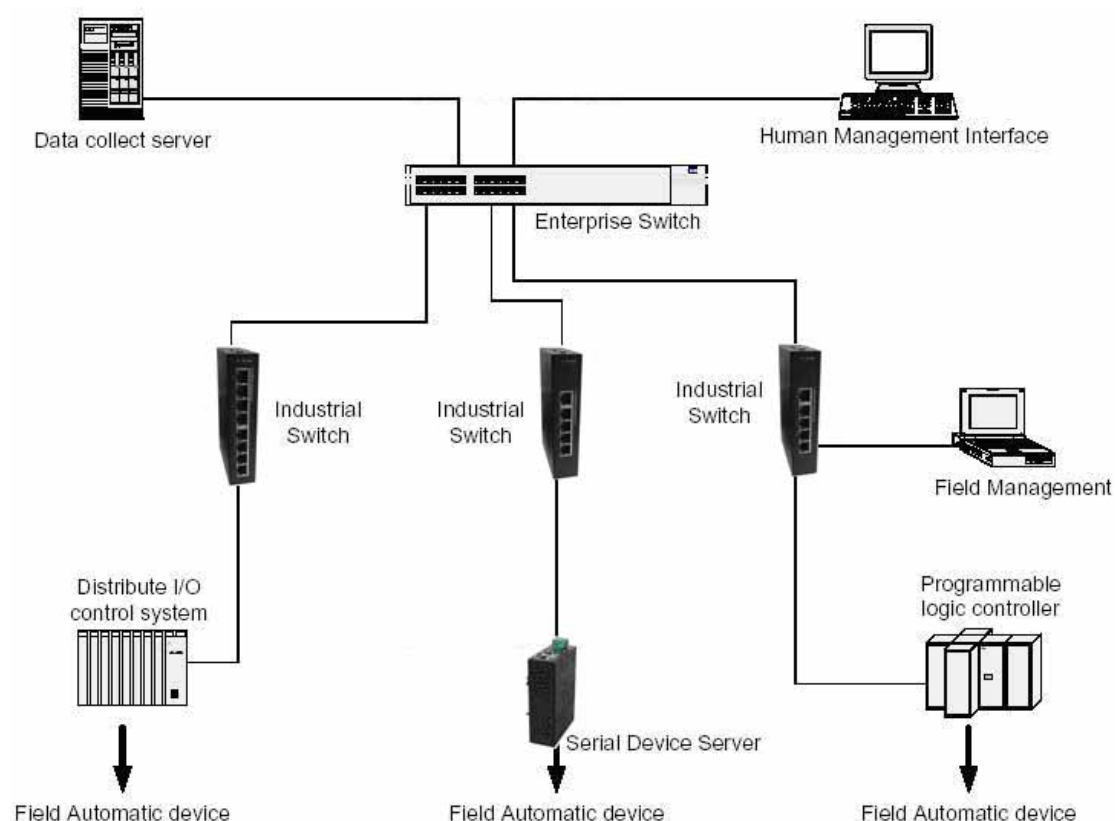 Data collect server
Human Management Interface
Enterprise Switch
Industrial
Switch
Industrial
Switch
Industrial
Switch
Field Management
Distribute I/O
control system
Programmable
logic controller
Serial Device Server
Field Automatic device
Field Automatic device
Field Automatic device